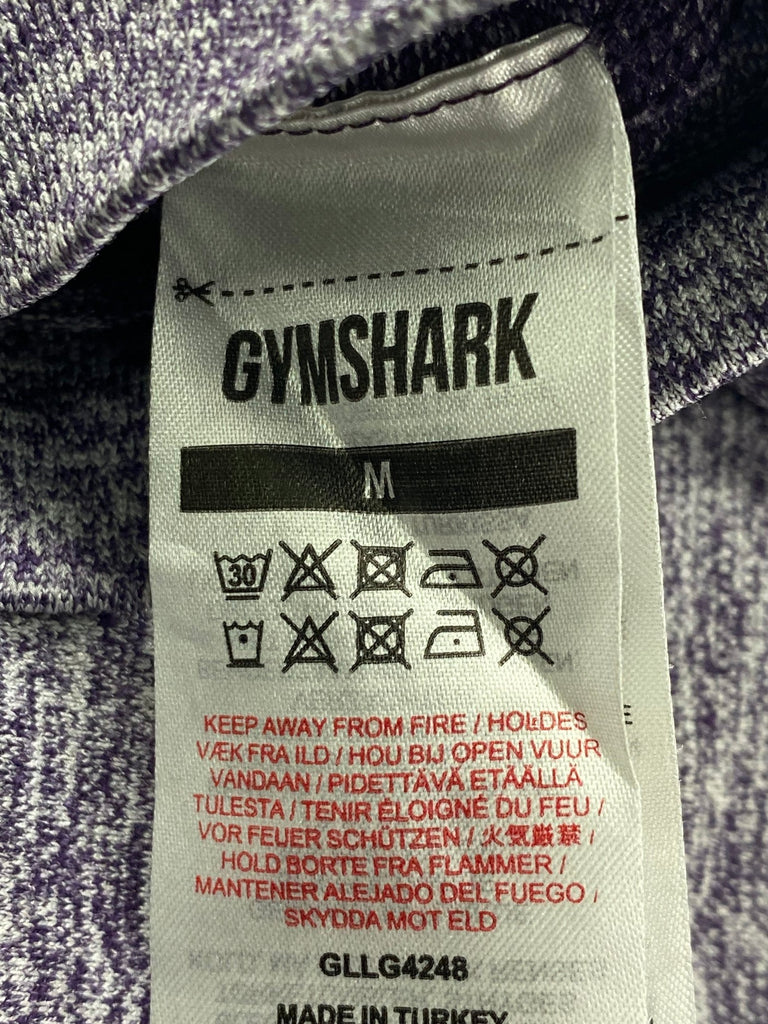 GYMSHARK
M
30
KEEP AWAY FROM FIRE / HOLDES
VÆK FRA ILD / HOU BIJ OPEN VUUR
VANDAAN / PIDETTÄVÄ ETÄÄLLÄ
TULESTA / TENIR ÉLOIGNÉ DU FEU /
VOR FEUER SCHÜTZEN / 火気厳禁 /
HOLD BORTE FRA FLAMMER /
MANTENER ALEJADO DEL FUEGO /
SKYDDA MOT ELD
GLLG4248
MADE IN TURKEY